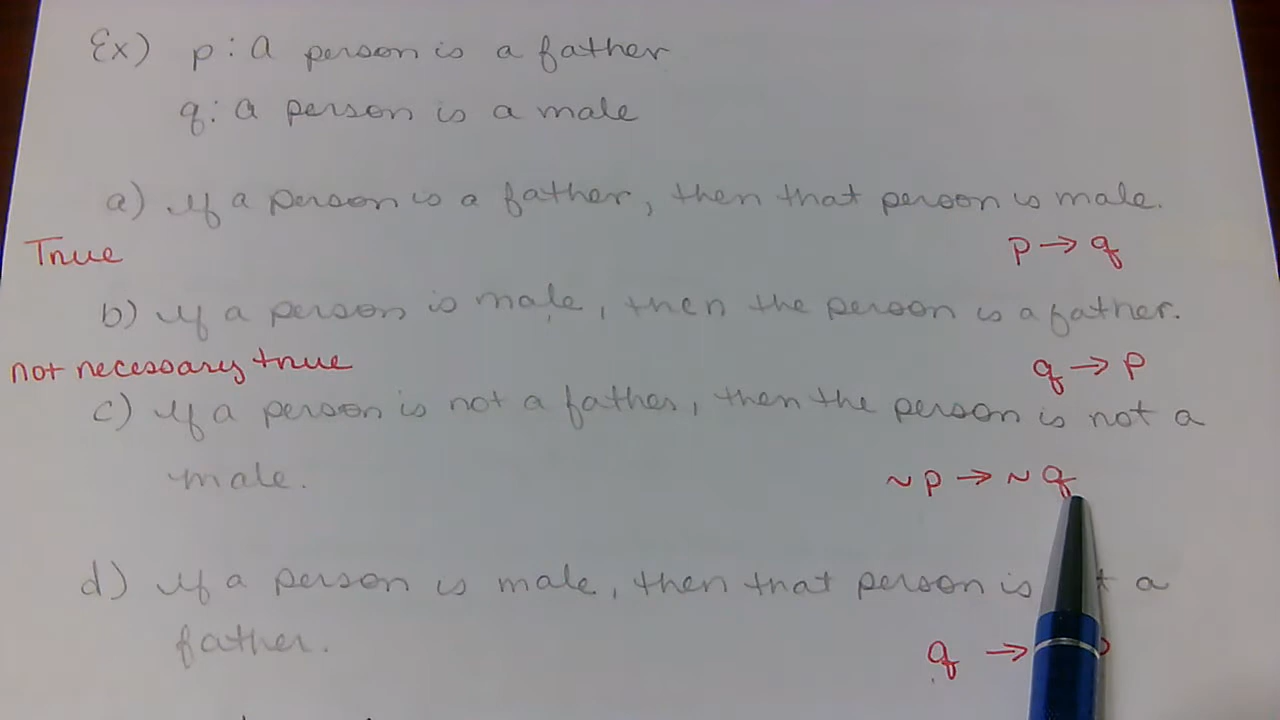 Ex) p: a person is a father
q: a person is a male
a) If a person is a father, then that person is male.
True
p → q
b) If a person is male, then the person is a father.
not necessary true
q → p
c) If a person is not a father, then the person is not a
male.
~p → ~q
d) If a person is male, then that person is a
father.
q →